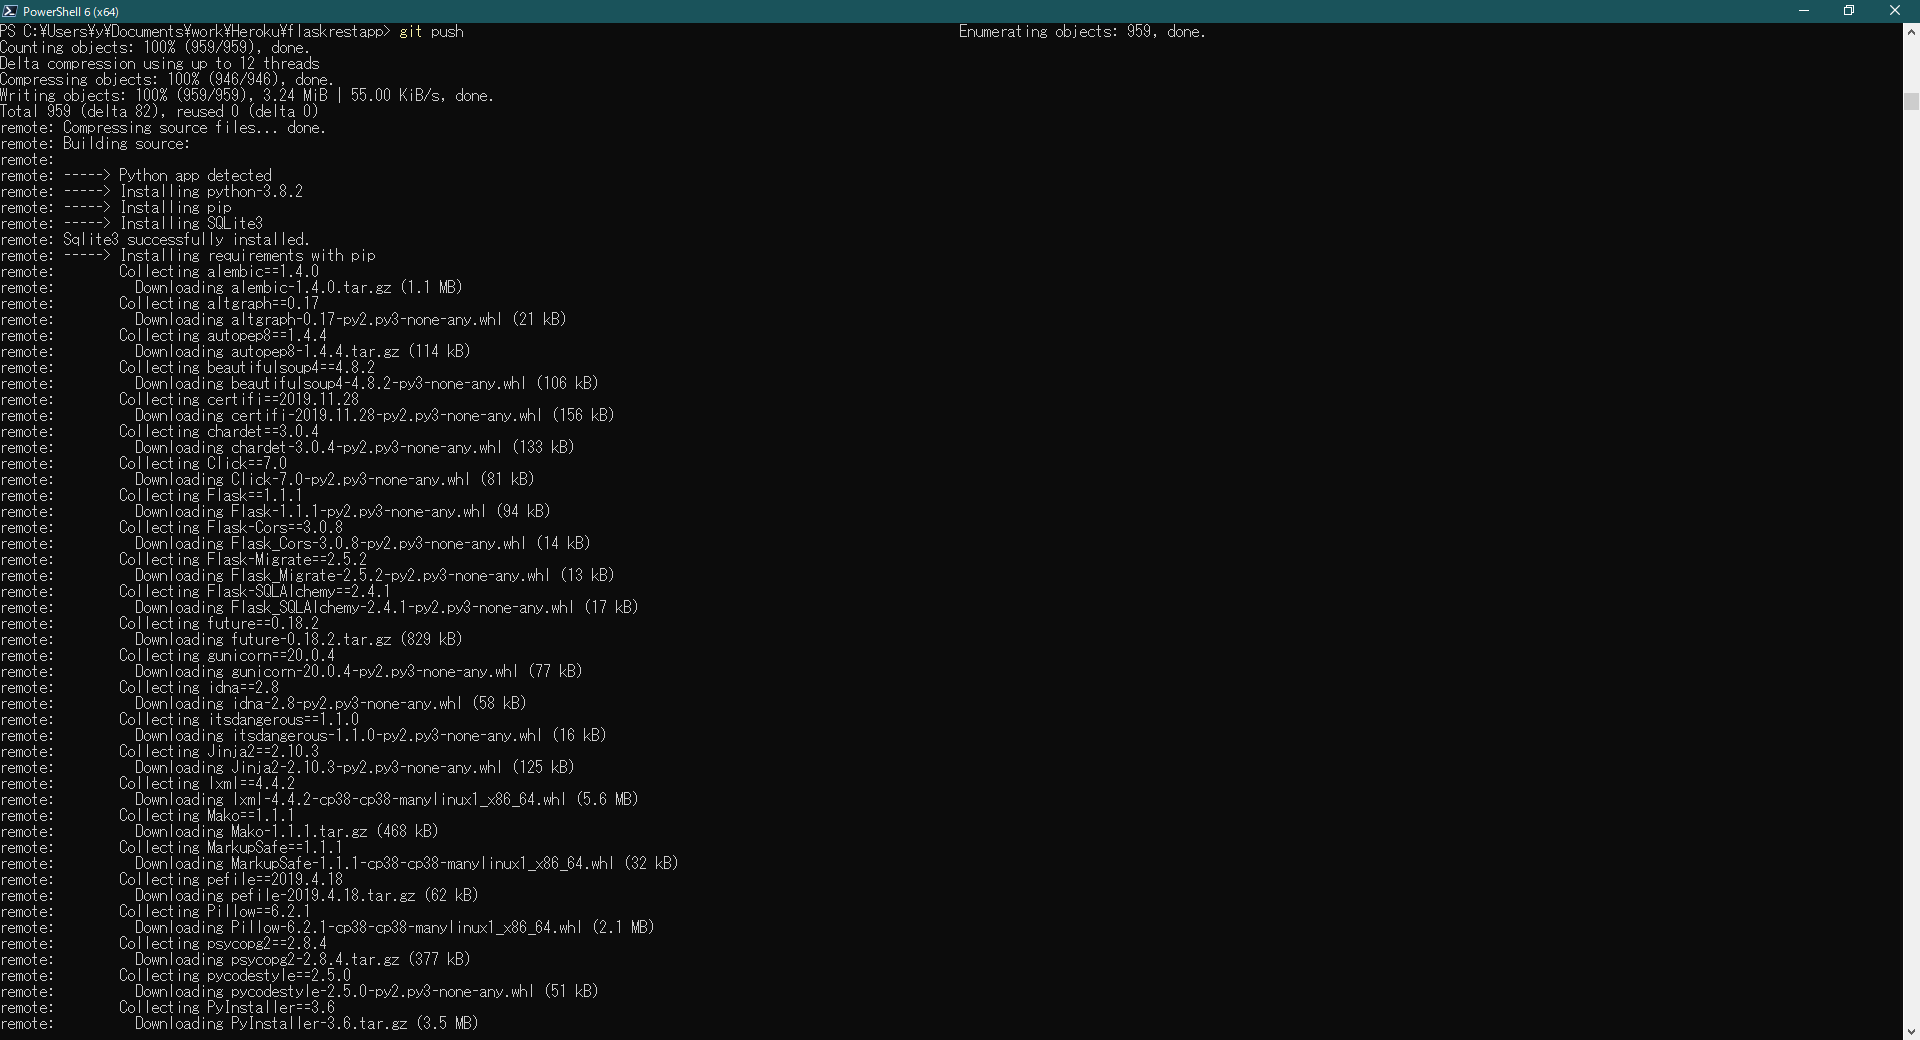 PowerShell 6 (x64)
PS C:¥Users¥y¥Documents¥work¥Heroku¥flaskrestapp> git push Enumerating objects: 959, done.
Counting objects: 100% (959/959), done.
Delta compression using up to 12 threads
Compressing objects: 100% (946/946), done.
Writing objects: 100% (959/959), 3.24 MiB | 55.00 KiB/s, done.
Total 959 (delta 82), reused 0 (delta 0)
remote: Compressing source files... done.
remote: Building source:
remote:
remote: -----> Python app detected
remote: -----> Installing python-3.8.2
remote: -----> Installing pip
remote: -----> Installing SQLite3
remote: Sqlite3 successfully installed.
remote: -----> Installing requirements with pip
remote: Collecting alembic==1.4.0
remote: Downloading alembic-1.4.0.tar.gz (1.1 MB)
remote: Collecting altgraph==0.17
remote: Downloading altgraph-0.17-py2.py3-none-any.whl (21 kB)
remote: Collecting autopep8==1.4.4
remote: Downloading autopep8-1.4.4.tar.gz (114 kB)
remote: Collecting beautifulsoup4==4.8.2
remote: Downloading beautifulsoup4-4.8.2-py3-none-any.whl (106 kB)
remote: Collecting certifi==2019.11.28
remote: Downloading certifi-2019.11.28-py2.py3-none-any.whl (156 kB)
remote: Collecting chardet==3.0.4
remote: Downloading chardet-3.0.4-py2.py3-none-any.whl (133 kB)
remote: Collecting Click==7.0
remote: Downloading Click-7.0-py2.py3-none-any.whl (81 kB)
remote: Collecting Flask==1.1.1
remote: Downloading Flask-1.1.1-py2.py3-none-any.whl (94 kB)
remote: Collecting Flask-Cors==3.0.8
remote: Downloading Flask_Cors-3.0.8-py2.py3-none-any.whl (14 kB)
remote: Collecting Flask-Migrate==2.5.2
remote: Downloading Flask_Migrate-2.5.2-py2.py3-none-any.whl (13 kB)
remote: Collecting Flask-SQLAlchemy==2.4.1
remote: Downloading Flask_SQLAlchemy-2.4.1-py2.py3-none-any.whl (17 kB)
remote: Collecting future==0.18.2
remote: Downloading future-0.18.2.tar.gz (829 kB)
remote: Collecting gunicorn==20.0.4
remote: Downloading gunicorn-20.0.4-py2.py3-none-any.whl (77 kB)
remote: Collecting idna==2.8
remote: Downloading idna-2.8-py2.py3-none-any.whl (58 kB)
remote: Collecting itsdangerous==1.1.0
remote: Downloading itsdangerous-1.1.0-py2.py3-none-any.whl (16 kB)
remote: Collecting Jinja2==2.10.3
remote: Downloading Jinja2-2.10.3-py2.py3-none-any.whl (125 kB)
remote: Collecting lxml==4.4.2
remote: Downloading lxml-4.4.2-cp38-cp38-manylinux1_x86_64.whl (5.6 MB)
remote: Collecting Mako==1.1.1
remote: Downloading Mako-1.1.1.tar.gz (468 kB)
remote: Collecting MarkupSafe==1.1.1
remote: Downloading MarkupSafe-1.1.1-cp38-cp38-manylinux1_x86_64.whl (32 kB)
remote: Collecting pefile==2019.4.18
remote: Downloading pefile-2019.4.18.tar.gz (62 kB)
remote: Collecting Pillow==6.2.1
remote: Downloading Pillow-6.2.1-cp38-cp38-manylinux1_x86_64.whl (2.1 MB)
remote: Collecting psycopg2==2.8.4
remote: Downloading psycopg2-2.8.4.tar.gz (377 kB)
remote: Collecting pycodestyle==2.5.0
remote: Downloading pycodestyle-2.5.0-py2.py3-none-any.whl (51 kB)
remote: Collecting PyInstaller==3.6
remote: Downloading PyInstaller-3.6.tar.gz (3.5 MB)